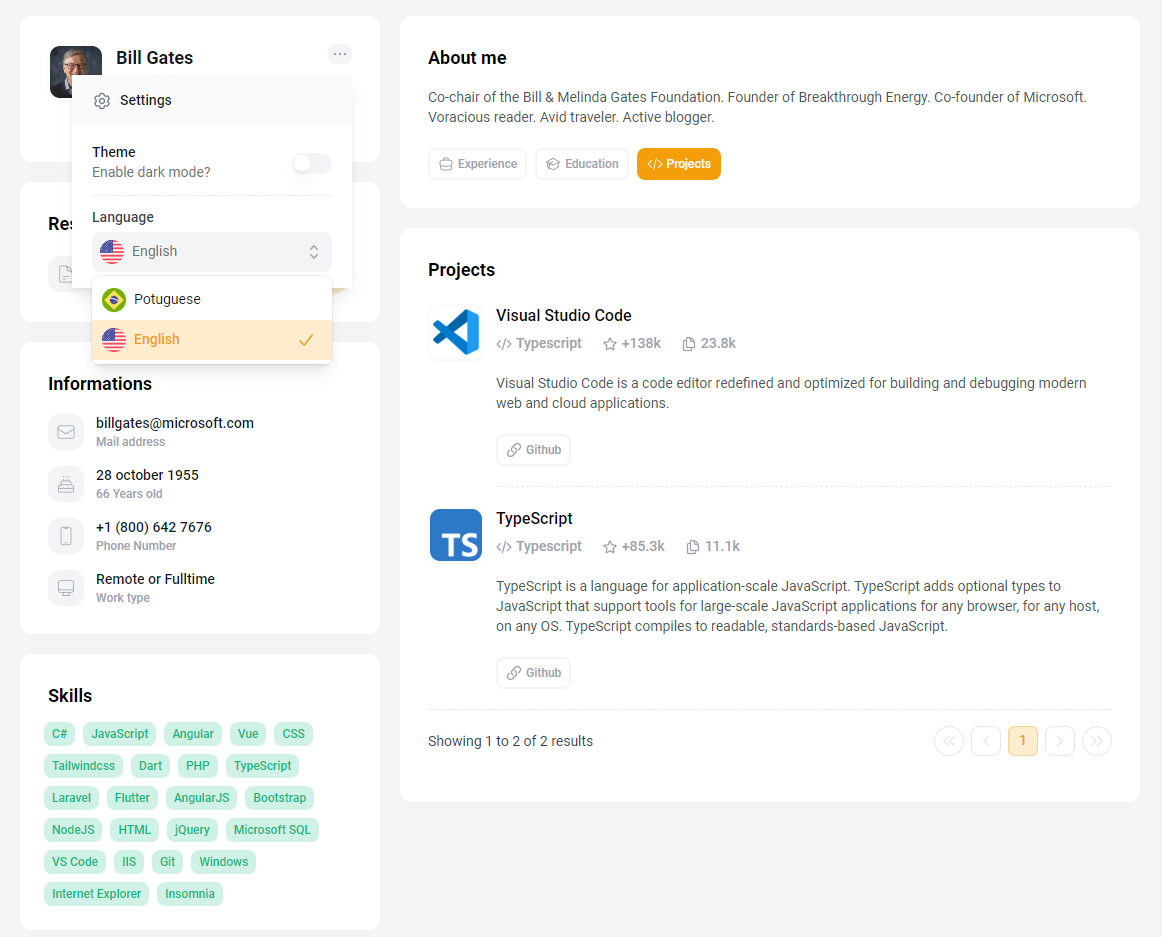 Bill Gates
Settings
Theme
Enable dark mode?
Language
English
Potuguese
English
Informations
billgates@microsoft.com
Mail address
28 october 1955
66 Years old
+1 (800) 642 7676
Phone Number
Remote or Fulltime
Work type
Skills
C# JavaScript Angular Vue CSS
Tailwindcss Dart PHP TypeScript
Laravel Flutter AngularJS Bootstrap
NodeJS HTML jQuery Microsoft SQL
VS Code IIS Git Windows
Internet Explorer Insomnia
About me
Co-chair of the Bill & Melinda Gates Foundation. Founder of Breakthrough Energy. Co-founder of Microsoft.
Voracious reader. Avid traveler. Active blogger.
Experience Education </> Projects
Projects
Visual Studio Code
</> Typescript +138k 23.8k
Visual Studio Code is a code editor redefined and optimized for building and debugging modern
web and cloud applications.
Github
TS
TypeScript
</> Typescript +85.3k 11.1k
TypeScript is a language for application-scale JavaScript. TypeScript adds optional types to
JavaScript that support tools for large-scale JavaScript applications for any browser, for any host,
on any OS. TypeScript compiles to readable, standards-based JavaScript.
Github
Showing 1 to 2 of 2 results
1